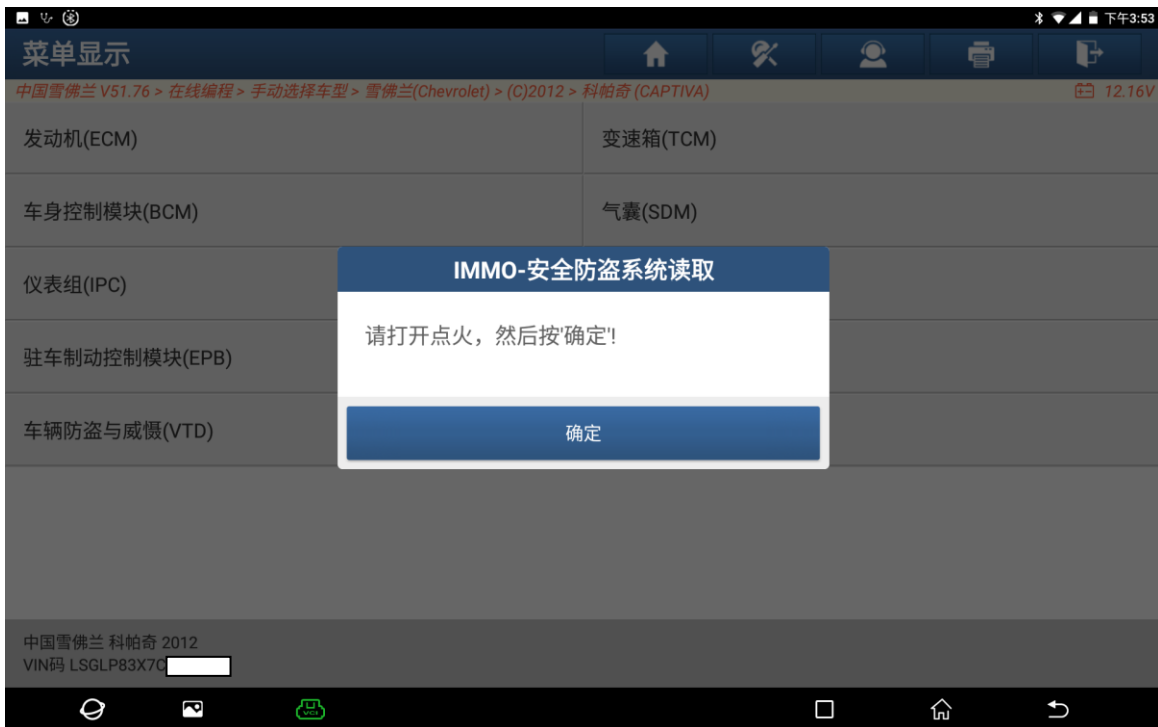 下午3:53
菜单显示
中国雪佛兰 V51.76 > 在线编程 > 手动选择车型 > 雪佛兰(Chevrolet) > (C)2012 > 科帕奇 (CAPTIVA)
12.16V
发动机(ECM)
变速箱(TCM)
车身控制模块(BCM)
气囊(SDM)
仪表组(IPC)
驻车制动控制模块(EPB)
车辆防盗与威慑(VTD)
IMMO-安全防盗系统读取
请打开点火，然后按'确定'!
确定
中国雪佛兰 科帕奇 2012
VIN码 LSGLP83X7C
VCI